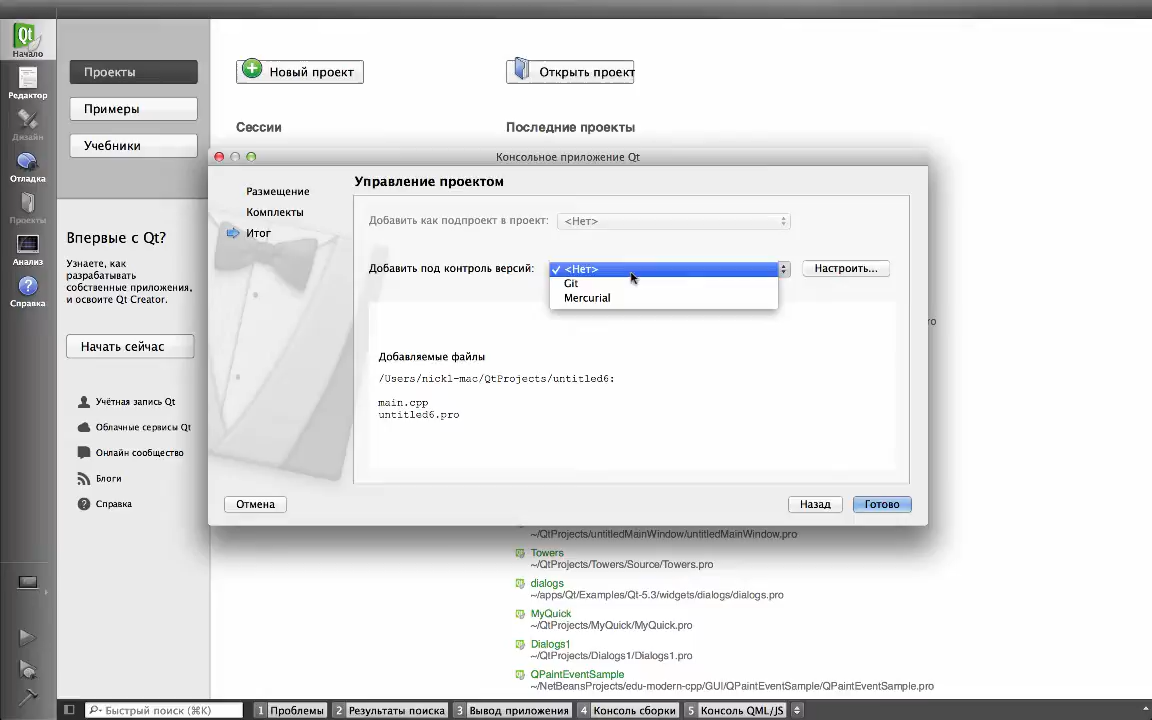 Начало
Редактор
Дизайн
Отладка
Проекты
Анализ
Справка
Проекты
Примеры
Учебники
Впервые с Qt?
Узнаете, как
разрабатывать
собственные приложения,
и освоите Qt Creator.
Начать сейчас
Учётная запись Qt
Облачные сервисы Qt
Онлайн сообщество
Блоги
Справка
Новый проект
Открыть проект
Сессии
Последние проекты
Консольное приложение Qt
Размещение
Комплекты
Итог
Управление проектом
Добавить как подпроект в проект:
<Нет>
Добавить под контроль версий:
<Нет>
Git
Mercurial
Настроить...
ro
Добавляемые файлы
/Users/nickl-mac/QtProjects/untitled6:
main.cpp
untitled6.pro
Отмена
Назад
Готово
~/QtProjects/untitledMainWindow/untitledMainWindow.pro
Towers
~/QtProjects/Towers/Source/Towers.pro
dialogs
~/apps/Qt/Examples/Qt-5.3/widgets/dialogs/dialogs.pro
MyQuick
~/QtProjects/MyQuick/MyQuick.pro
Dialogs1
~/QtProjects/Dialogs1/Dialogs1.pro
QPaintEventSample
~/NetBeansProjects/edu-modern-cpp/GUI/QPaintEventSample/QPaintEventSample.pro
Быстрый поиск (⌘K)
1 Проблемы
2 Результаты поиска
3 Вывод приложения
4 Консоль сборки
5 Консоль QML/JS